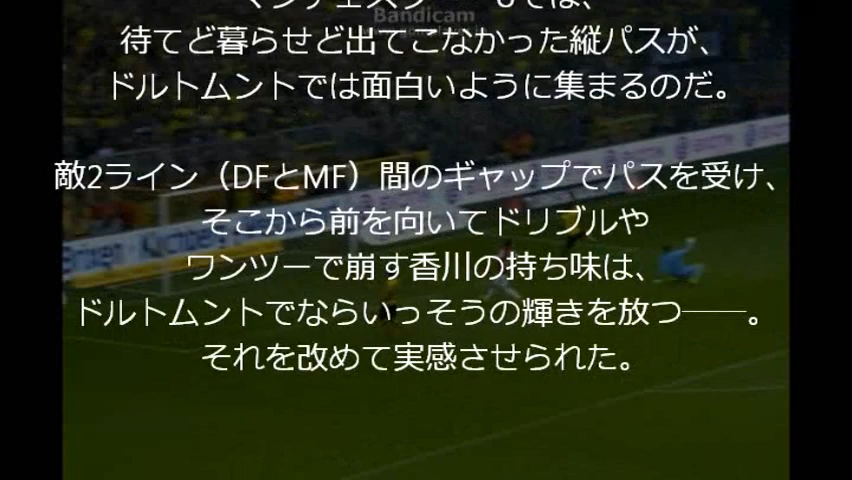 Bandicam
待てど暮らせど出てこなかった縦パスが、
ドルトムントでは面白いように集まるのだ。
敵2ライン（DFとMF）間のギャップでパスを受け、
そこから前を向いてドリブルや
ワンツーで崩す香川の持ち味は、
ドルトムントでならいっそうの輝きを放つ──。
それを改めて実感させられた。